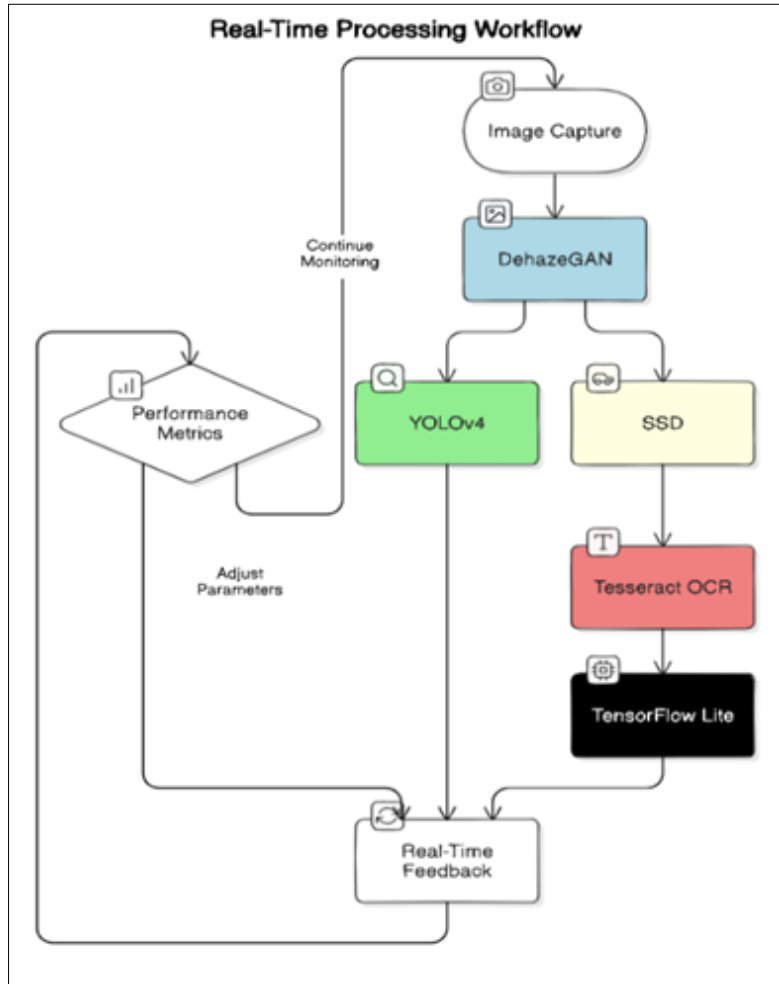 Real-Time Processing Workflow
Image Capture
DehazeGAN
Continue
Monitoring
Performance
Metrics
YOLOv4
SSD
Adjust
Parameters
T
Tesseract OCR
TensorFlow Lite
Real-Time
Feedback